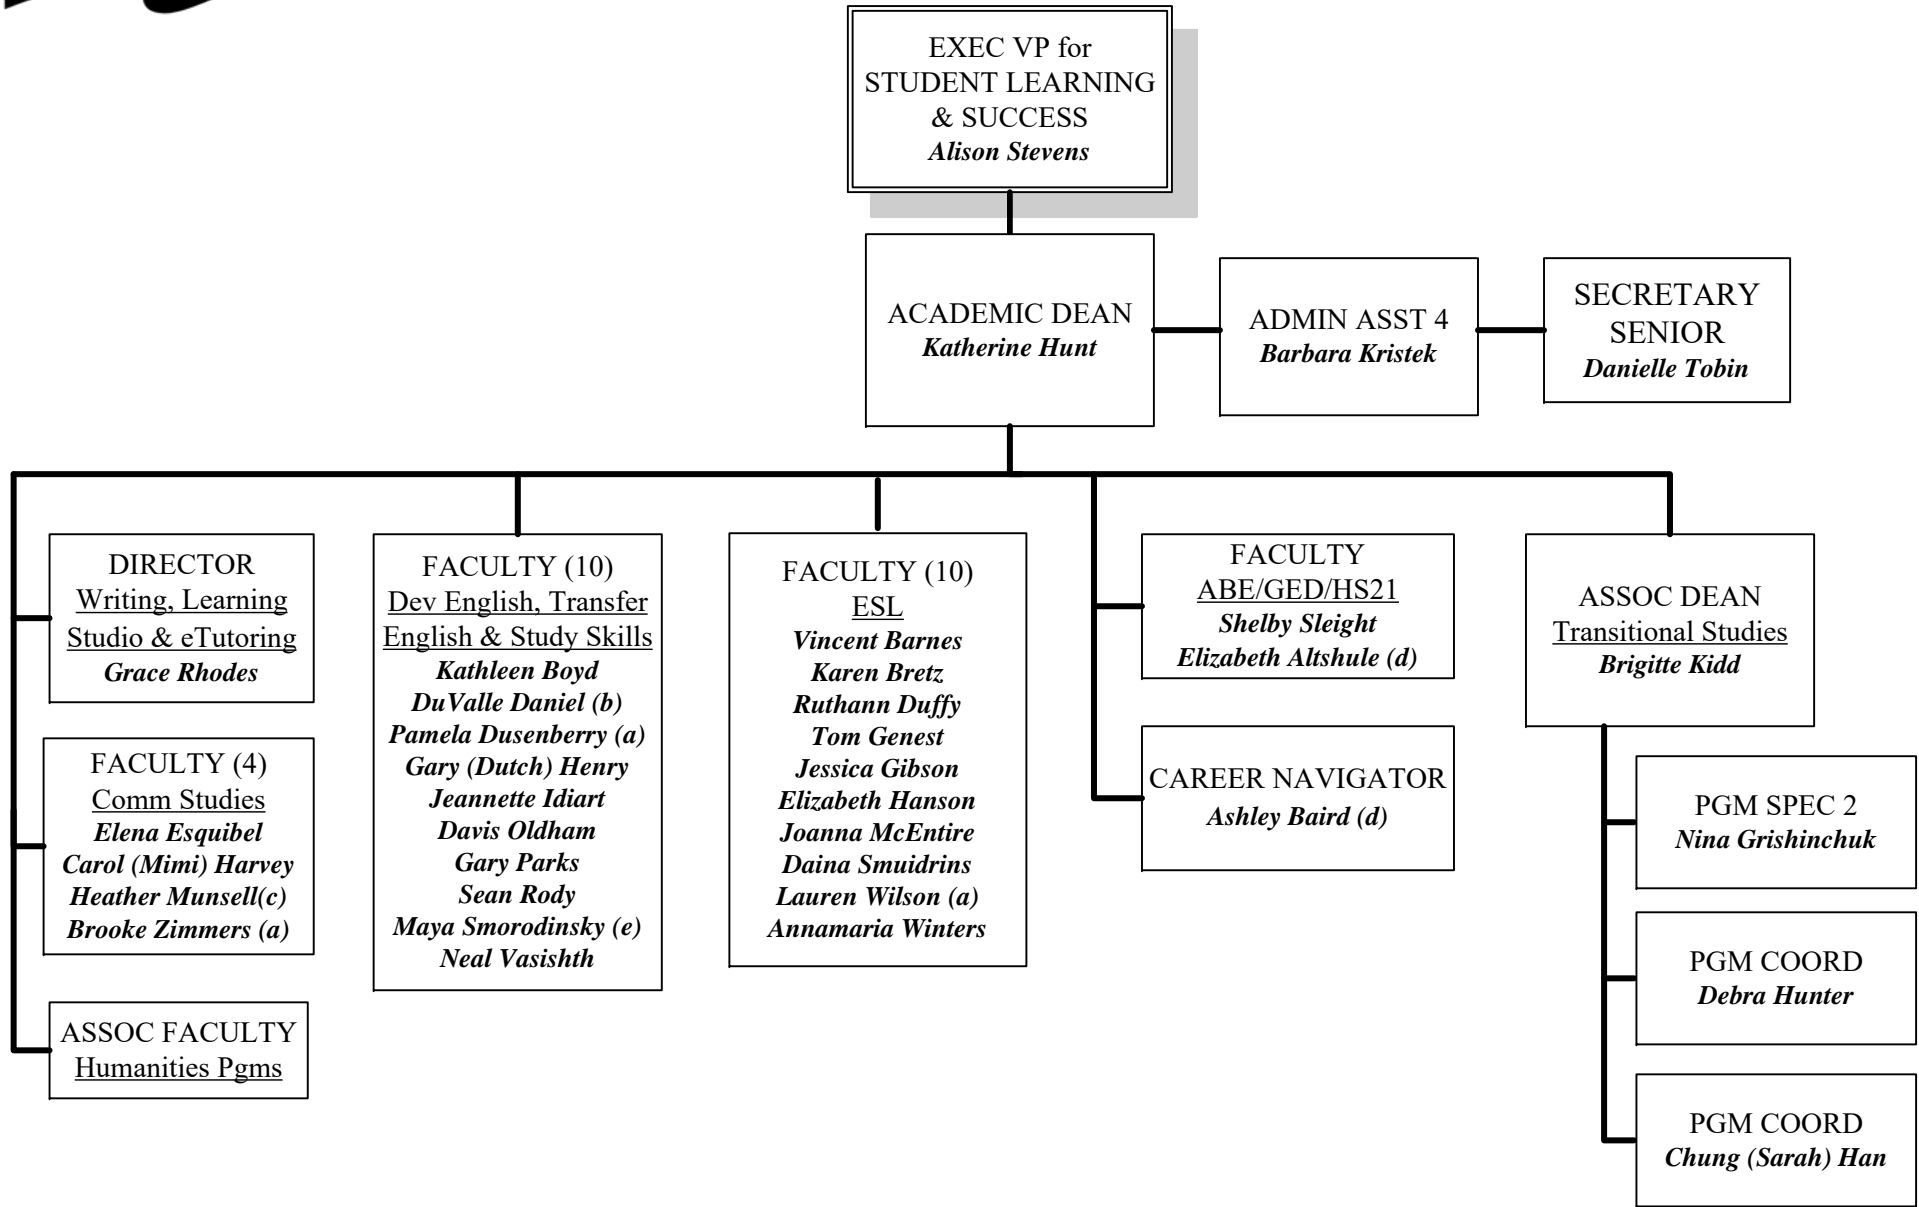 EXEC VP for
STUDENT LEARNING
& SUCCESS
Alison Stevens
ACADEMIC DEAN
Katherine Hunt
ADMIN ASST 4
Barbara Kristek
SECRETARY
SENIOR
Danielle Tobin
DIRECTOR
Writing, Learning
Studio & eTutoring
Grace Rhodes
FACULTY (4)
Comm Studies
Elena Esquibel
Carol (Mimi) Harvey
Heather Munsell(c)
Brooke Zimmers (a)
ASSOC FACULTY
Humanities Pgms
FACULTY (10)
Dev English, Transfer
English & Study Skills
Kathleen Boyd
DuValle Daniel (b)
Pamela Dusenberry (a)
Gary (Dutch) Henry
Jeannette Idiart
Davis Oldham
Gary Parks
Sean Rody
Maya Smorodinsky (e)
Neal Vasishth
FACULTY (10)
ESL
Vincent Barnes
Karen Bretz
Ruthann Duffy
Tom Genest
Jessica Gibson
Elizabeth Hanson
Joanna McEntire
Daina Smuidrins
Lauren Wilson (a)
Annamaria Winters
FACULTY
ABE/GED/HS21
Shelby Sleight
Elizabeth Altshule (d)
CAREER NAVIGATOR
Ashley Baird (d)
ASSOC DEAN
Transitional Studies
Brigitte Kidd
PGM SPEC 2
Nina Grishinchuk
PGM COORD
Debra Hunter
PGM COORD
Chung (Sarah) Han